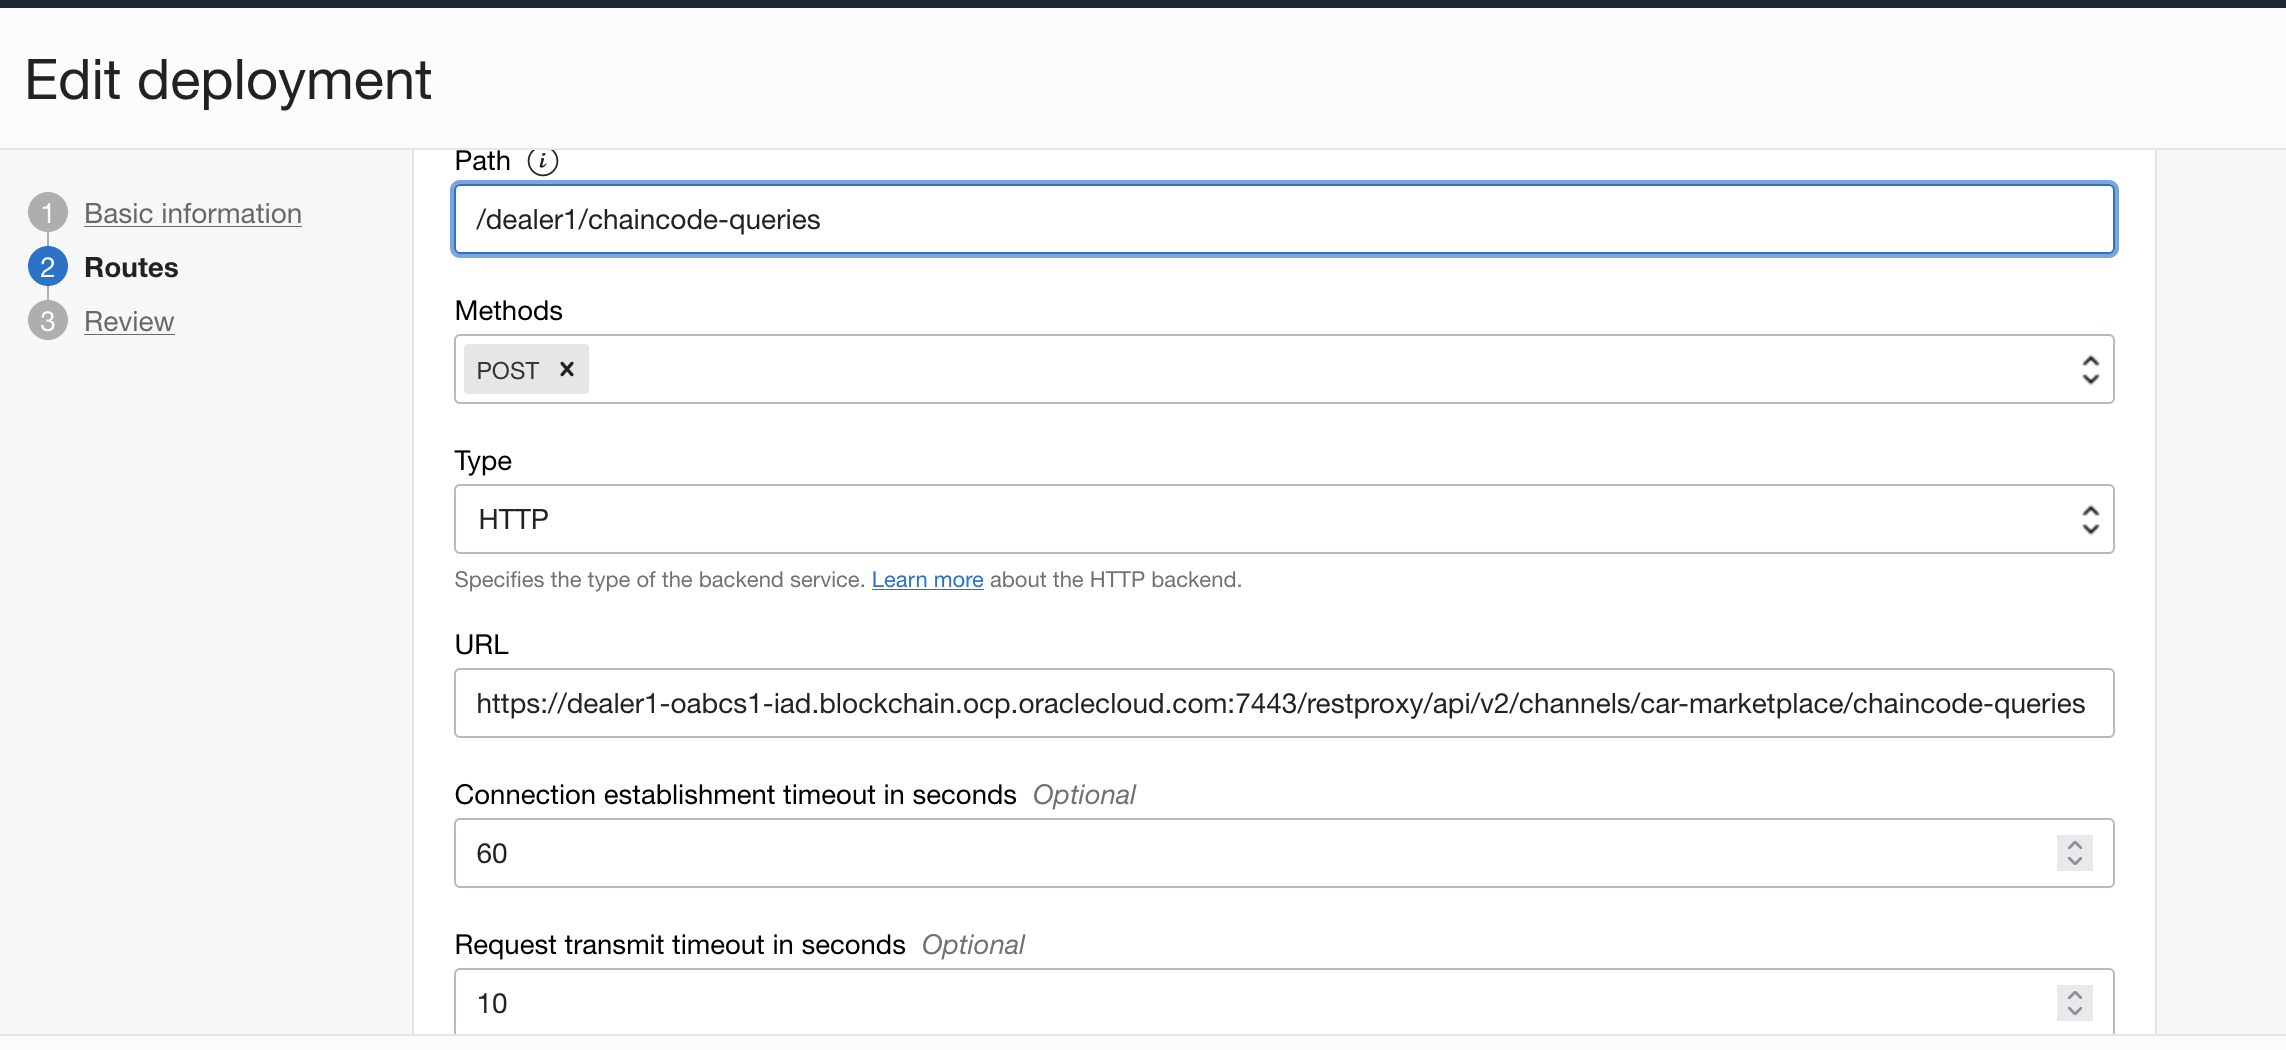 Edit deployment
1 Basic information
2 Routes
3 Review
Path i
/dealer1/chaincode-queries
Methods
POST ×
Type
HTTP
Specifies the type of the backend service. Learn more about the HTTP backend.
URL
https://dealer1-oabcs1-iad.blockchain.ocp.oraclecloud.com:7443/restproxy/api/v2/channels/car-marketplace/chaincode-queries
Connection establishment timeout in seconds Optional
60
Request transmit timeout in seconds Optional
10